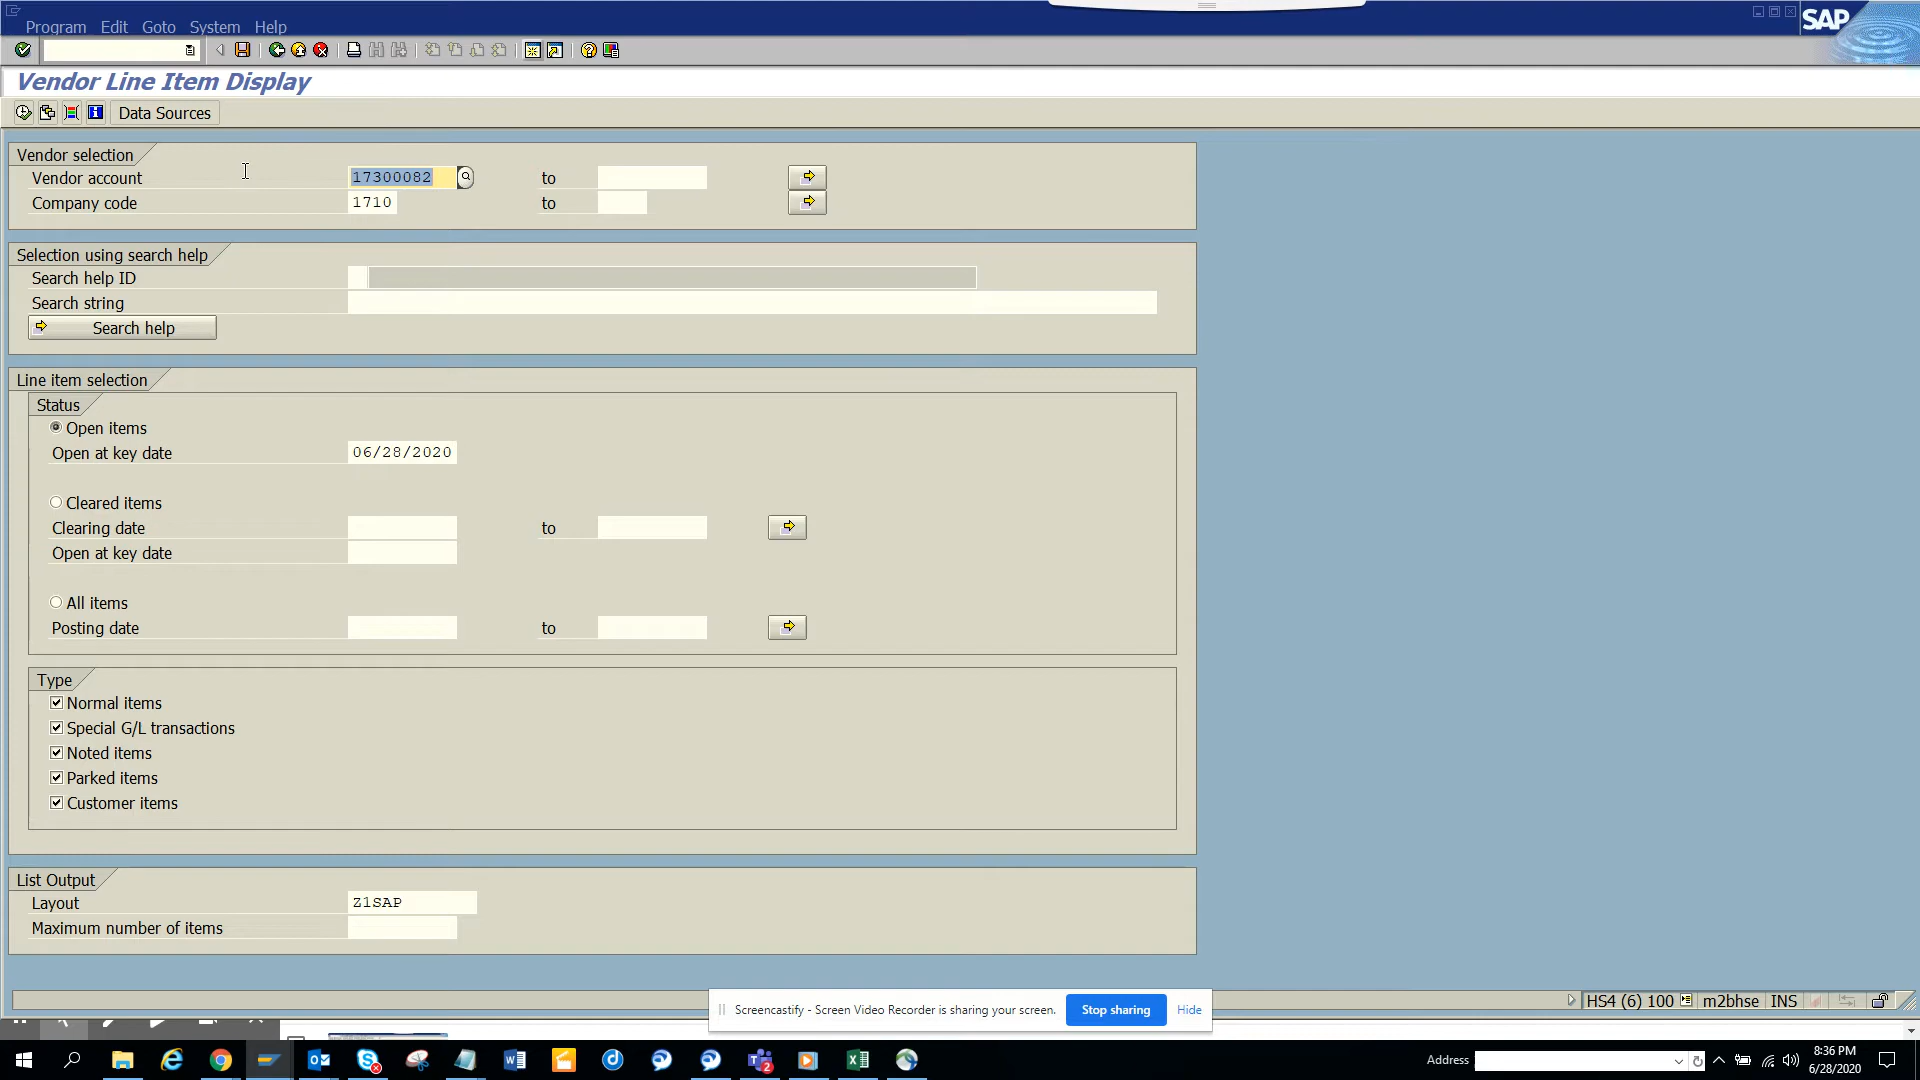 Program Edit Goto System Help
SAP
Vendor Line Item Display
Data Sources
Vendor selection
Vendor account 17300082 to
Company code 1710 to
Selection using search help
Search help ID
Search string
Search help
Line item selection
Status
Open items
Open at key date 06/28/2020
Cleared items
Clearing date to
Open at key date
All items
Posting date to
Type
Normal items
Special G/L transactions
Noted items
Parked items
Customer items
List Output
Layout Z1SAP
Maximum number of items
HS4 (6) 100 m2bhse INS
Screencastify - Screen Video Recorder is sharing your screen. Stop sharing Hide
Address
8:36 PM
6/28/2020